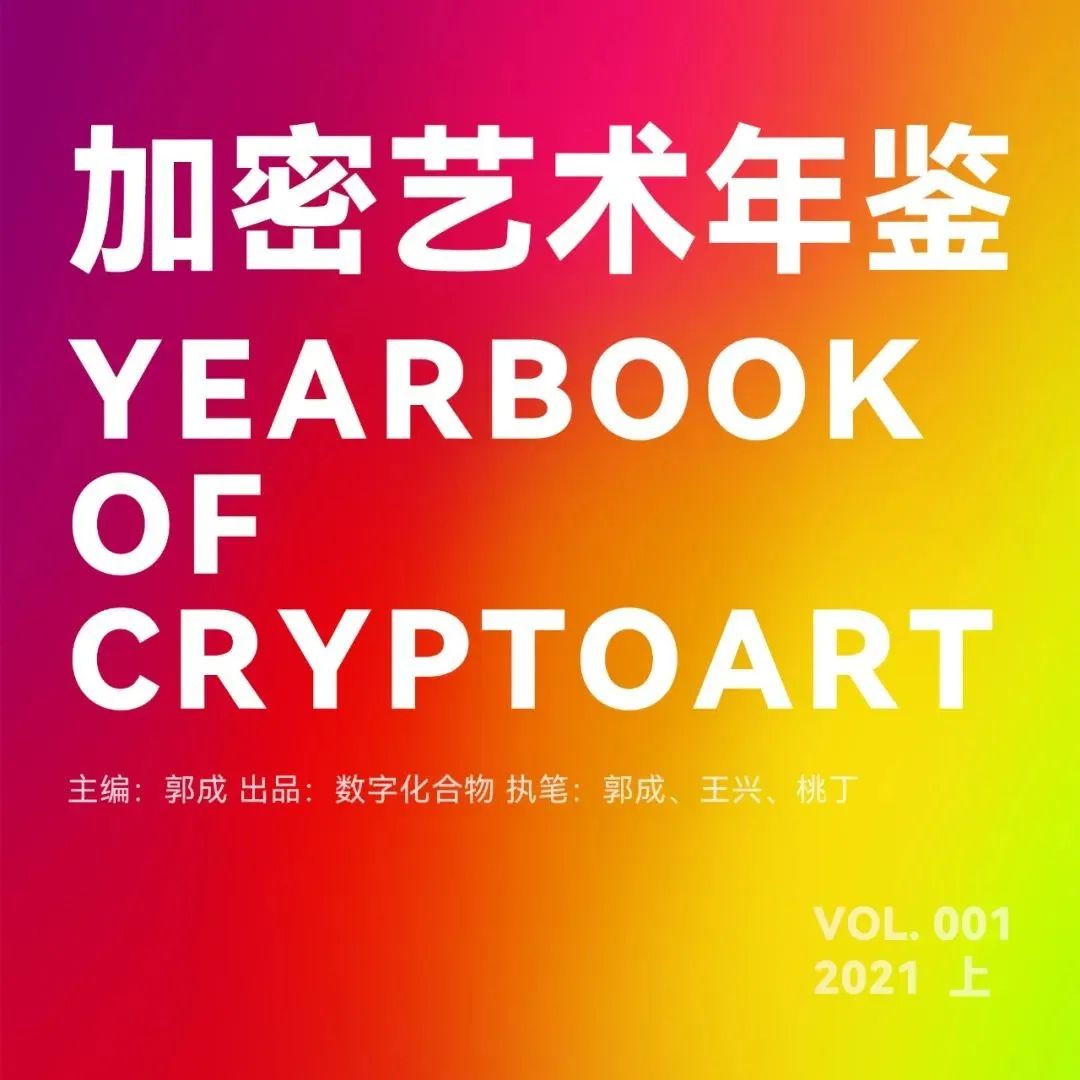 加密艺术年鉴
YEARBOOK
OF
CRYPTOART
主编：郭成 出品：数字化合物 执笔：郭成、王兴、桃丁
VOL. 001
2021 上